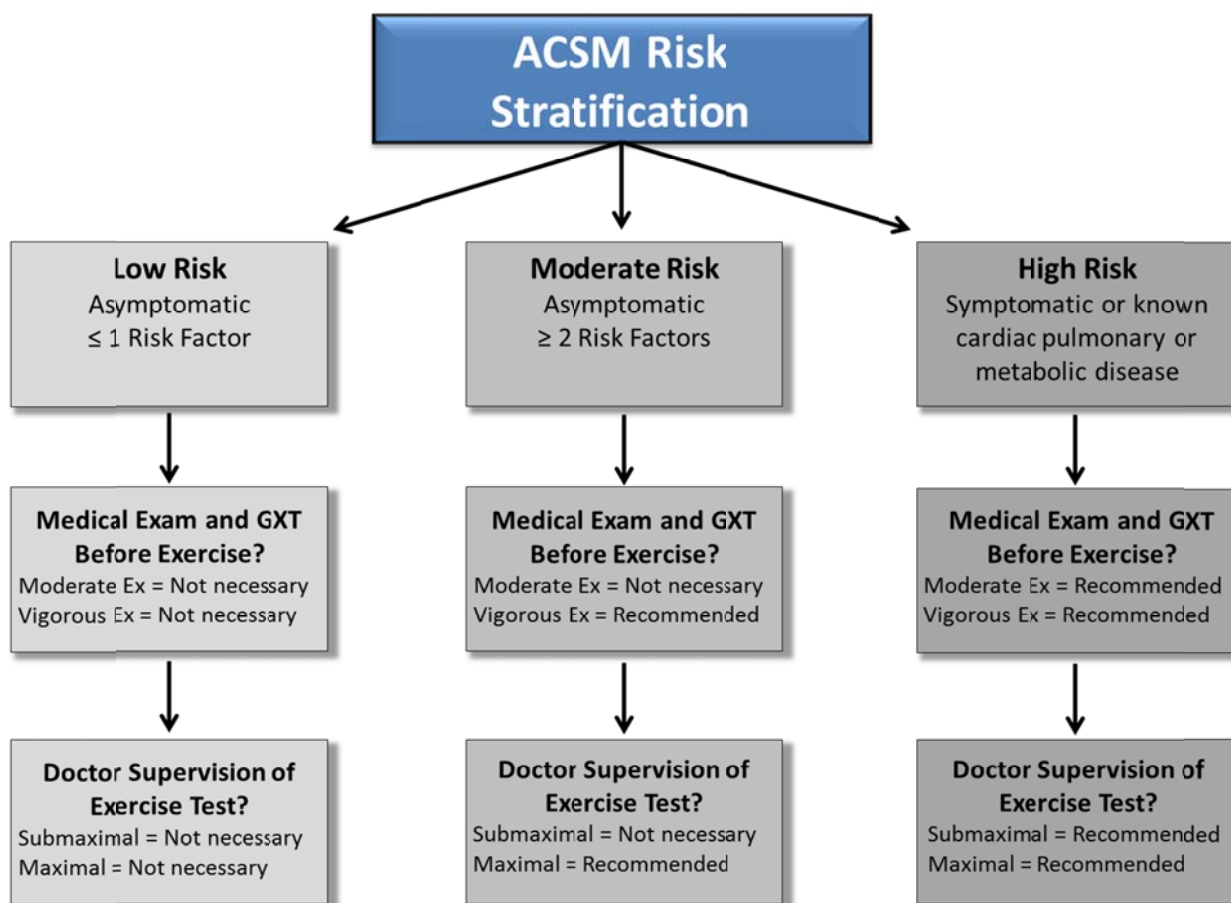 ACSM Risk
Stratification
Low Risk
Asymptomatic
≤ 1 Risk Factor
Moderate Risk
Asymptomatic
≥ 2 Risk Factors
High Risk
Symptomatic or known
cardiac pulmonary or
metabolic disease
Medical Exam and GXT
Before Exercise?
Moderate Ex = Not necessary
Vigorous Ex = Not necessary
Medical Exam and GXT
Before Exercise?
Moderate Ex = Not necessary
Vigorous Ex = Recommended
Medical Exam and GXT
Before Exercise?
Moderate Ex = Recommended
Vigorous Ex = Recommended
Doctor Supervision of
Exercise Test?
Submaximal = Not necessary
Maximal = Not necessary
Doctor Supervision of
Exercise Test?
Submaximal = Not necessary
Maximal = Recommended
Doctor Supervision of
Exercise Test?
Submaximal = Recommended
Maximal = Recommended